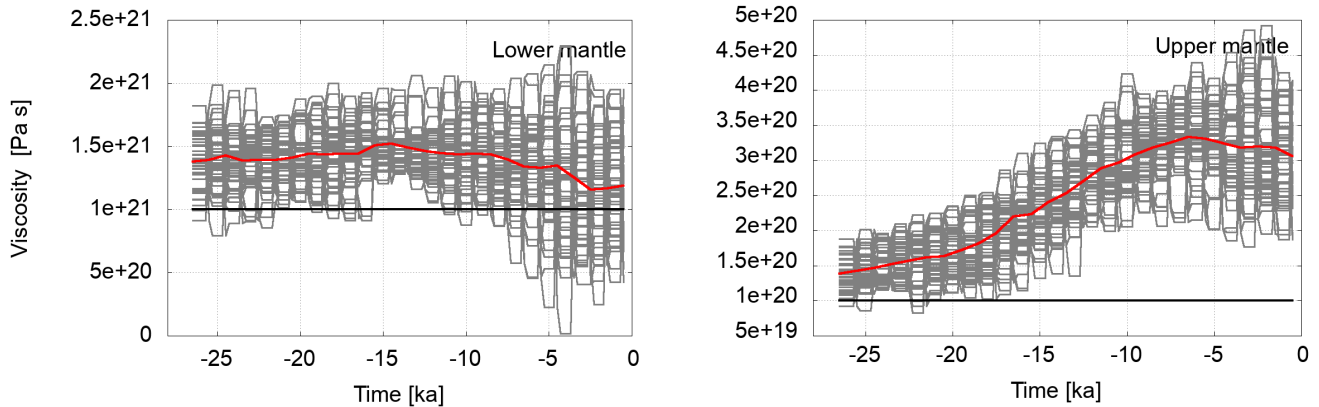 2.5e+21
2e+21
1.5e+21
1e+21
5e+20
0
Viscosity [Pa s]
Lower mantle
-25 -20 -15 -10 -5 0
Time [ka]
5e+20
4.5e+20
4e+20
3.5e+20
3e+20
2.5e+20
2e+20
1.5e+20
1e+20
5e+19
Upper mantle
-25 -20 -15 -10 -5 0
Time [ka]